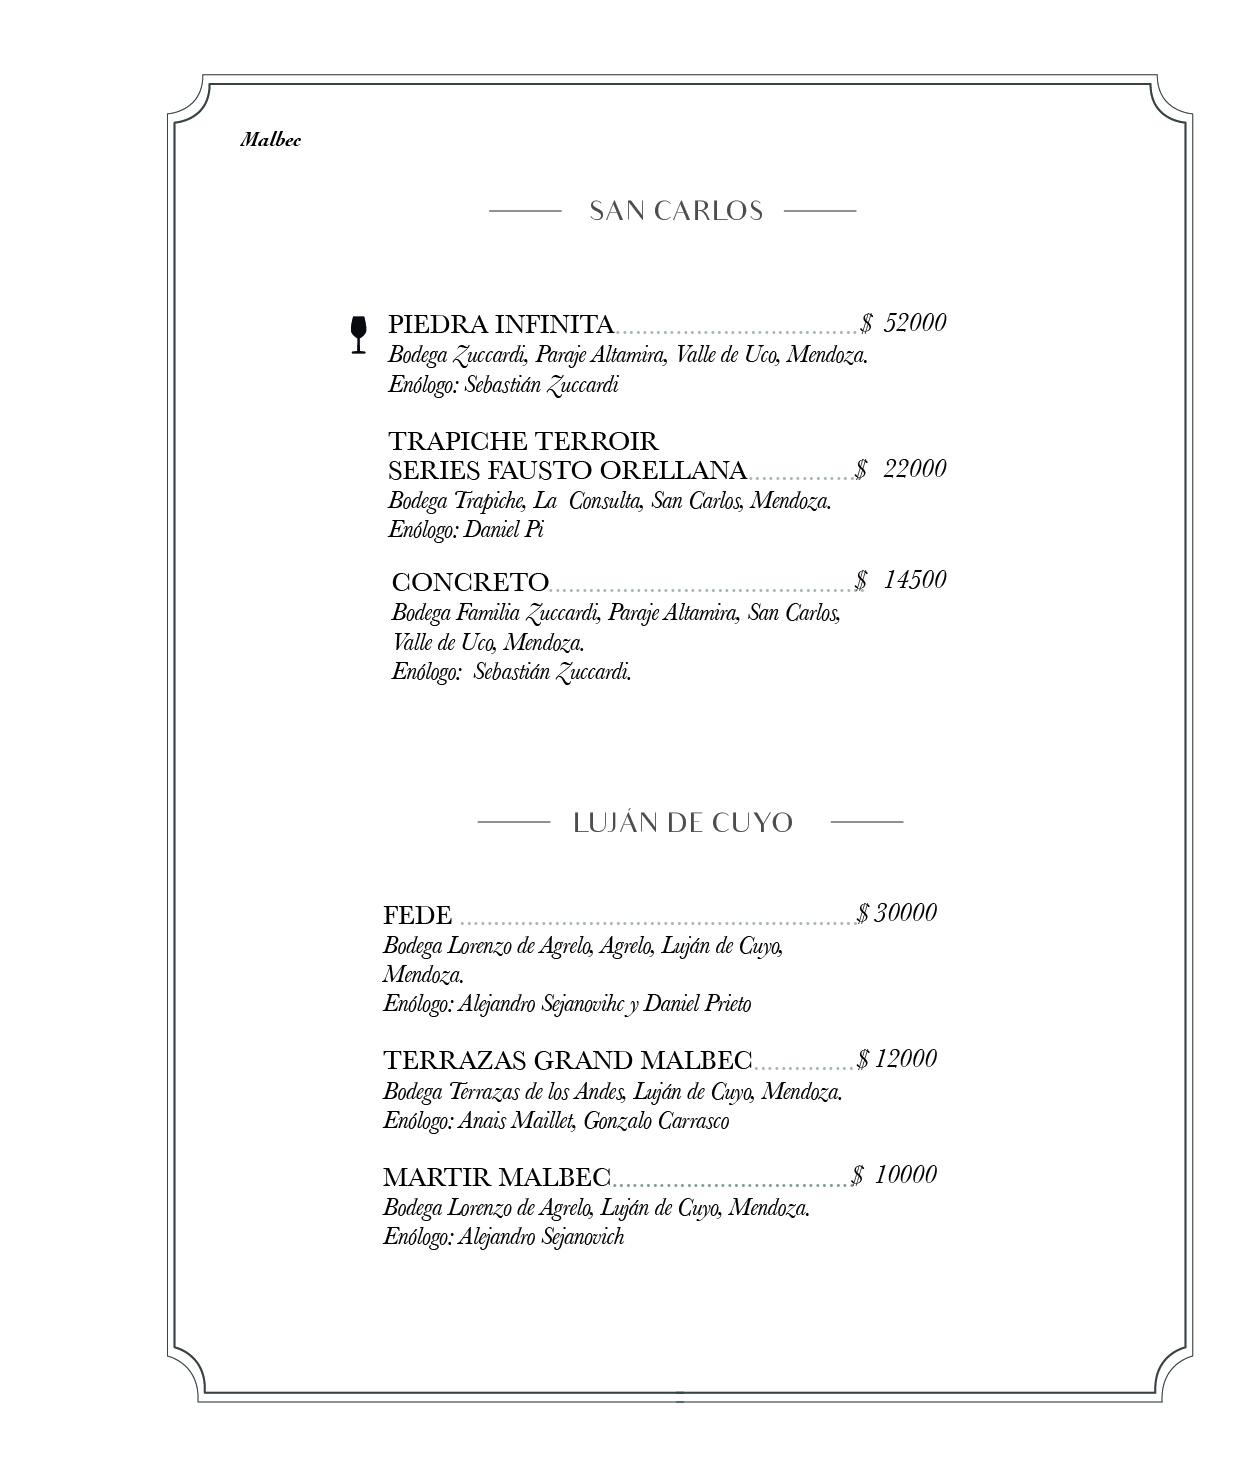 Malbec
SAN CARLOS
PIEDRA INFINITA........................................$ 52000
Bodega Zuccardi, Paraje Altamira, Valle de Uco, Mendoza.
Enólogo: Sebastián Zuccardi
TRAPICHE TERROIR
SERIES FAUSTO ORELLANA..................$ 22000
Bodega Trapiche, La Consulta, San Carlos, Mendoza.
Enólogo: Daniel Pi
CONCRETO..................................................$ 14500
Bodega Familia Zuccardi, Paraje Altamira, San Carlos,
Valle de Uco, Mendoza.
Enólogo: Sebastián Zuccardi.
LUJÁN DE CUYO
FEDE ................................................................$ 30000
Bodega Lorenzo de Agrelo, Agrelo, Luján de Cuyo,
Mendoza.
Enólogo: Alejandro Sejanovihc y Daniel Prieto
TERRAZAS GRAND MALBEC.................$ 12000
Bodega Terrazas de los Andes, Luján de Cuyo, Mendoza.
Enólogo: Anais Maillet, Gonzalo Carrasco
MARTIR MALBEC........................................$ 10000
Bodega Lorenzo de Agrelo, Luján de Cuyo, Mendoza.
Enólogo: Alejandro Sejanovich